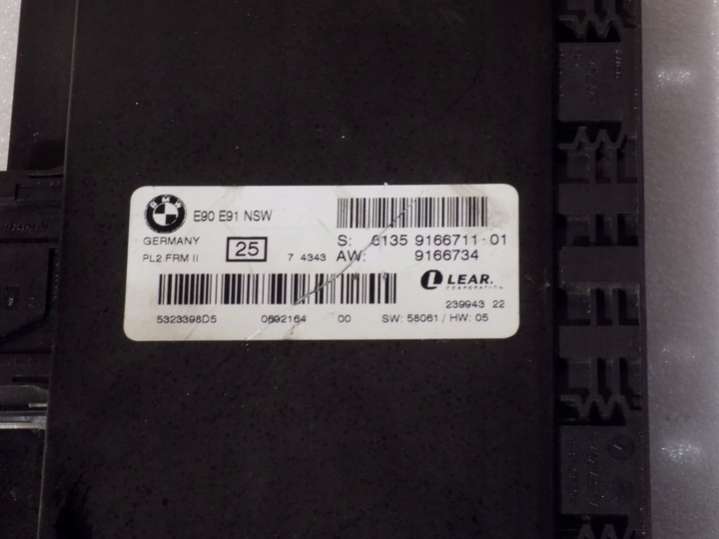 BMW
E90 E91 NSW
GERMANY
25
PL2 FRM II
7 4343
S: 6135 9166711-01
AW: 9166734
LEAR.
CORPORATION
239943 22
5323398D5 0692164 00 SW: 58061 / HW: 05